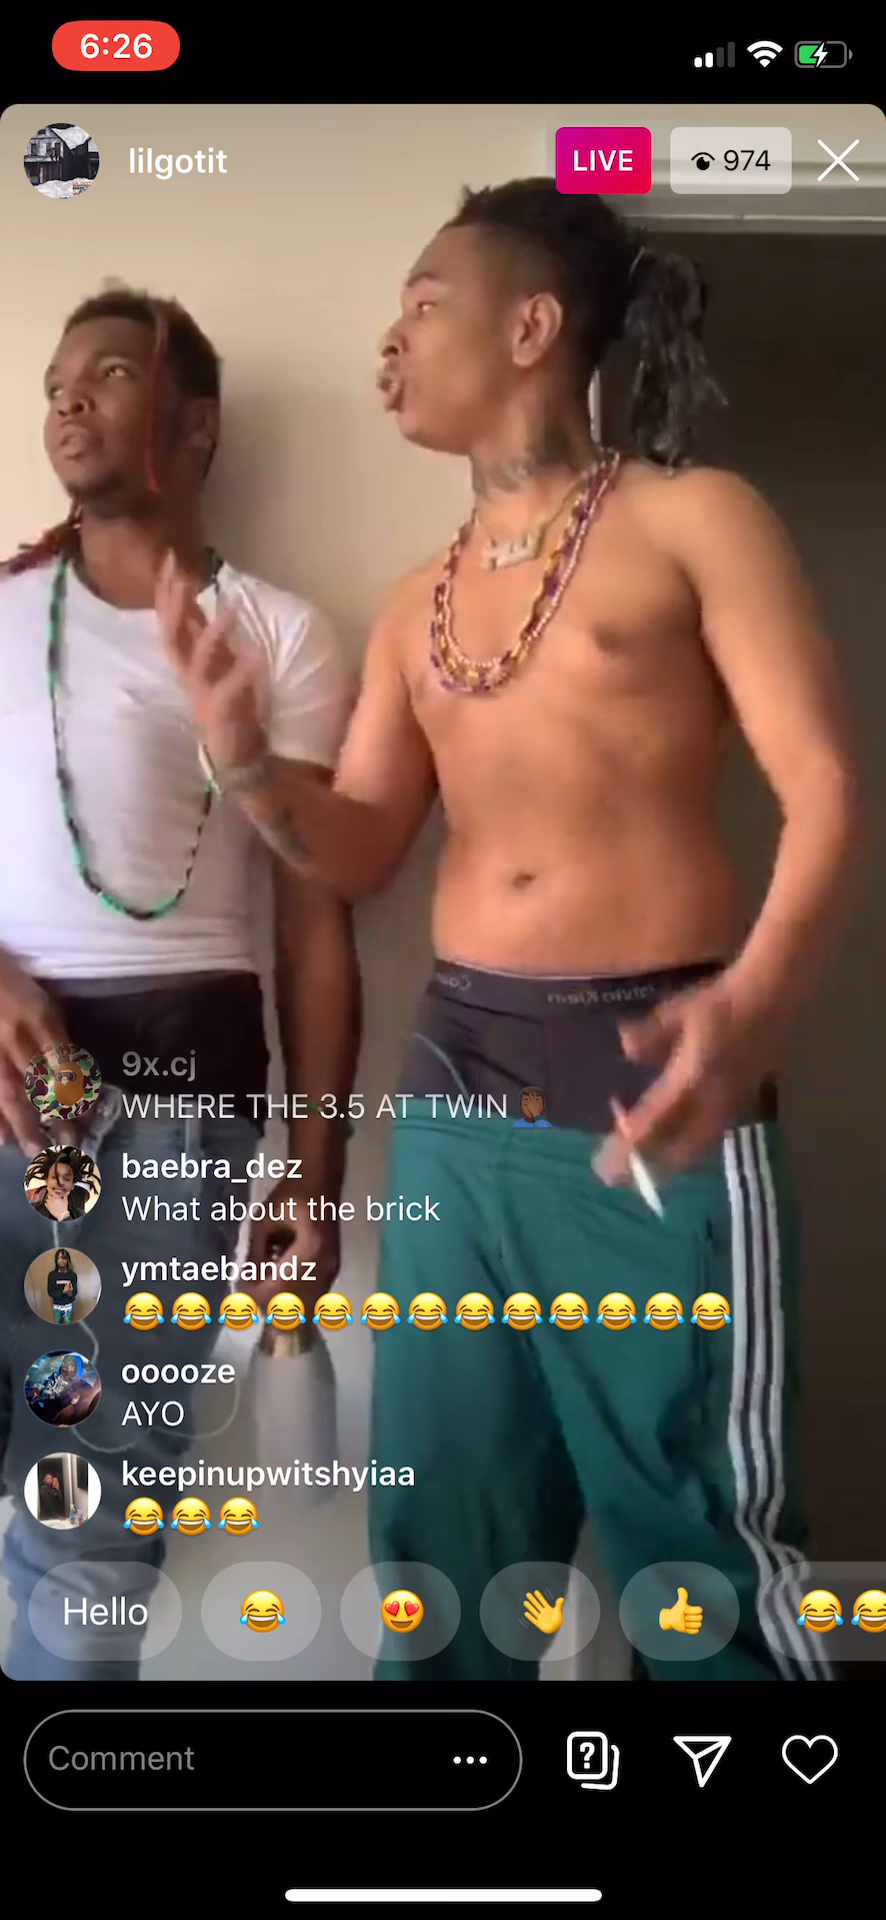 6:26
lilgotit
LIVE
974
9x.cj
WHERE THE 3.5 AT TWIN🤦🏾‍♂️
baebra_dez
What about the brick
ymtaebandz
😂😂😂😂😂😂😂😂😂😂😂😂😂
ooooze
AYO
keepinupwitshyiaa
😂😂😂
Hello 😂 😍 👋 👍 😂😂
Comment